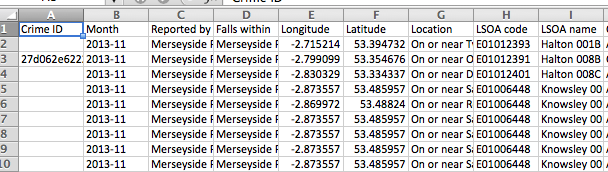 Crime ID
A B C D E F G H I
1 Crime ID Month Reported by Falls within Longitude Latitude Location LSOA code LSOA name
2 2013-11 Merseyside P Merseyside P -2.715214 53.394732 On or near T E01012393 Halton 001B
3 27d062e622 2013-11 Merseyside P Merseyside P -2.799099 53.354676 On or near O E01012391 Halton 008B
4 2013-11 Merseyside P Merseyside P -2.830329 53.334337 On or near D E01012401 Halton 008C
5 2013-11 Merseyside P Merseyside P -2.873557 53.485957 On or near Sa E01006448 Knowsley 00
6 2013-11 Merseyside P Merseyside P -2.869972 53.48824 On or near R E01006448 Knowsley 00
7 2013-11 Merseyside P Merseyside P -2.873557 53.485957 On or near Sa E01006448 Knowsley 00
8 2013-11 Merseyside P Merseyside P -2.873557 53.485957 On or near Sa E01006448 Knowsley 00
9 2013-11 Merseyside P Merseyside P -2.873557 53.485957 On or near Sa E01006448 Knowsley 00
10 2013-11 Merseyside P Merseyside P -2.873557 53.485957 On or near Sa E01006448 Knowsley 00